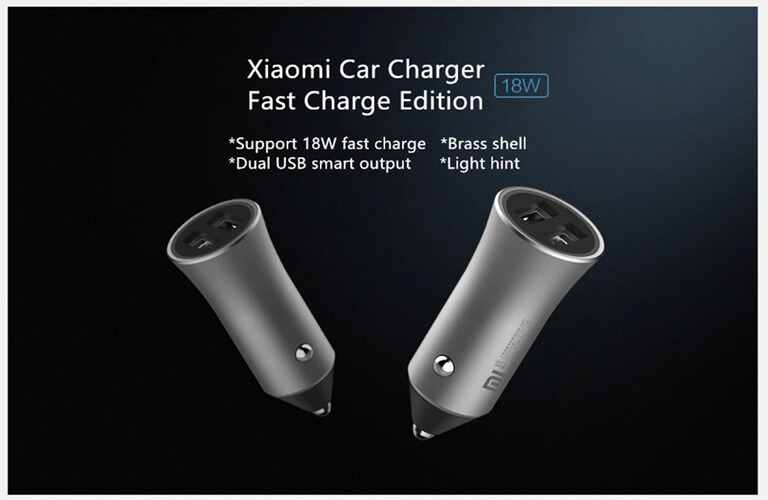 Xiaomi Car Charger
Fast Charge Edition
18W
*Support 18W fast charge *Brass shell
*Dual USB smart output *Light hint
MI